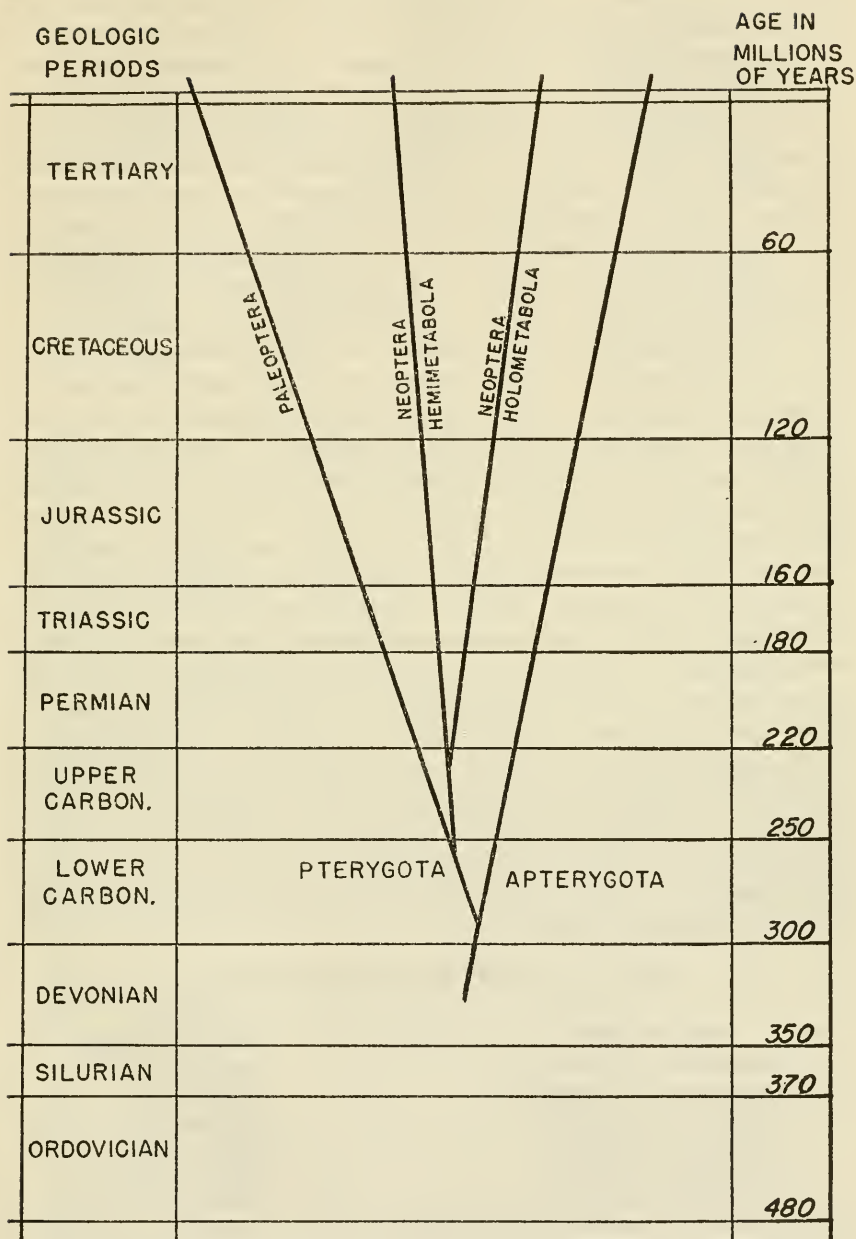 GEOLOGIC
PERIODS
AGE IN
MILLIONS
OF YEARS
TERTIARY
60
PALEOPTERA
NEOPTERA
HEMIMETABOLA
NEOPTERA
HOLOMETABOLA
CRETACEOUS
120
JURASSIC
160
TRIASSIC
180
PERMIAN
220
UPPER
CARBON.
250
LOWER
CARBON.
PTERYGOTA
APTERYGOTA
300
DEVONIAN
350
SILURIAN
370
ORDOVICIAN
480